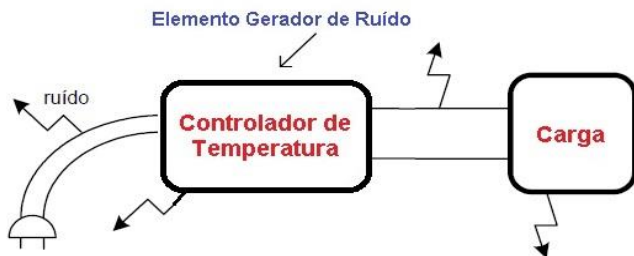 Elemento Gerador de Ruído
ruído
Controlador de
Temperatura
Carga